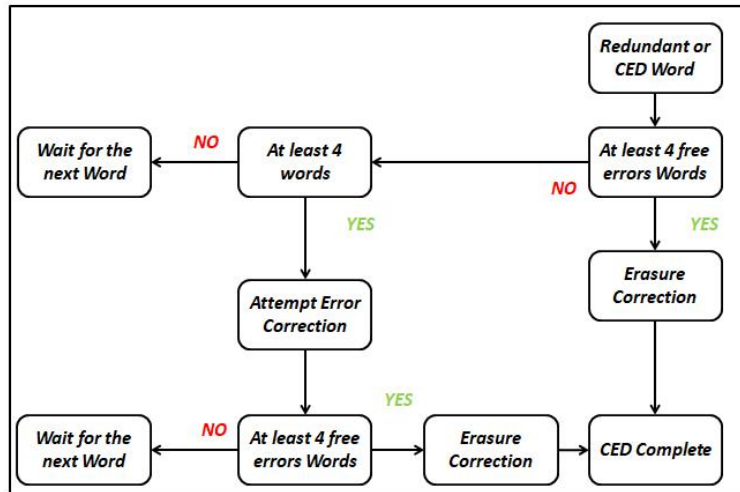 Redundant or
CED Word
Wait for the
next Word
NO
At least 4
words
NO
At least 4 free
errors Words
YES
YES
Attempt Error
Correction
Erasure
Correction
Wait for the
next Word
NO
At least 4 free
errors Words
YES
Erasure
Correction
CED Complete